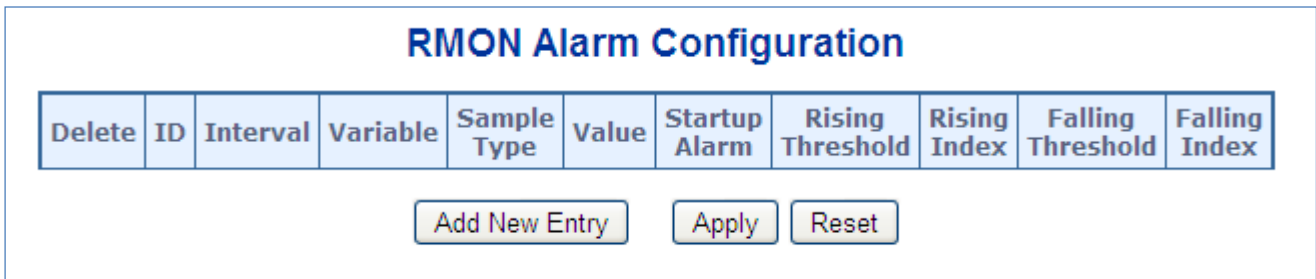 RMON Alarm Configuration
Delete ID Interval Variable Sample Type Value Startup Alarm Rising Threshold Rising Index Falling Threshold Falling Index
Add New Entry Apply Reset